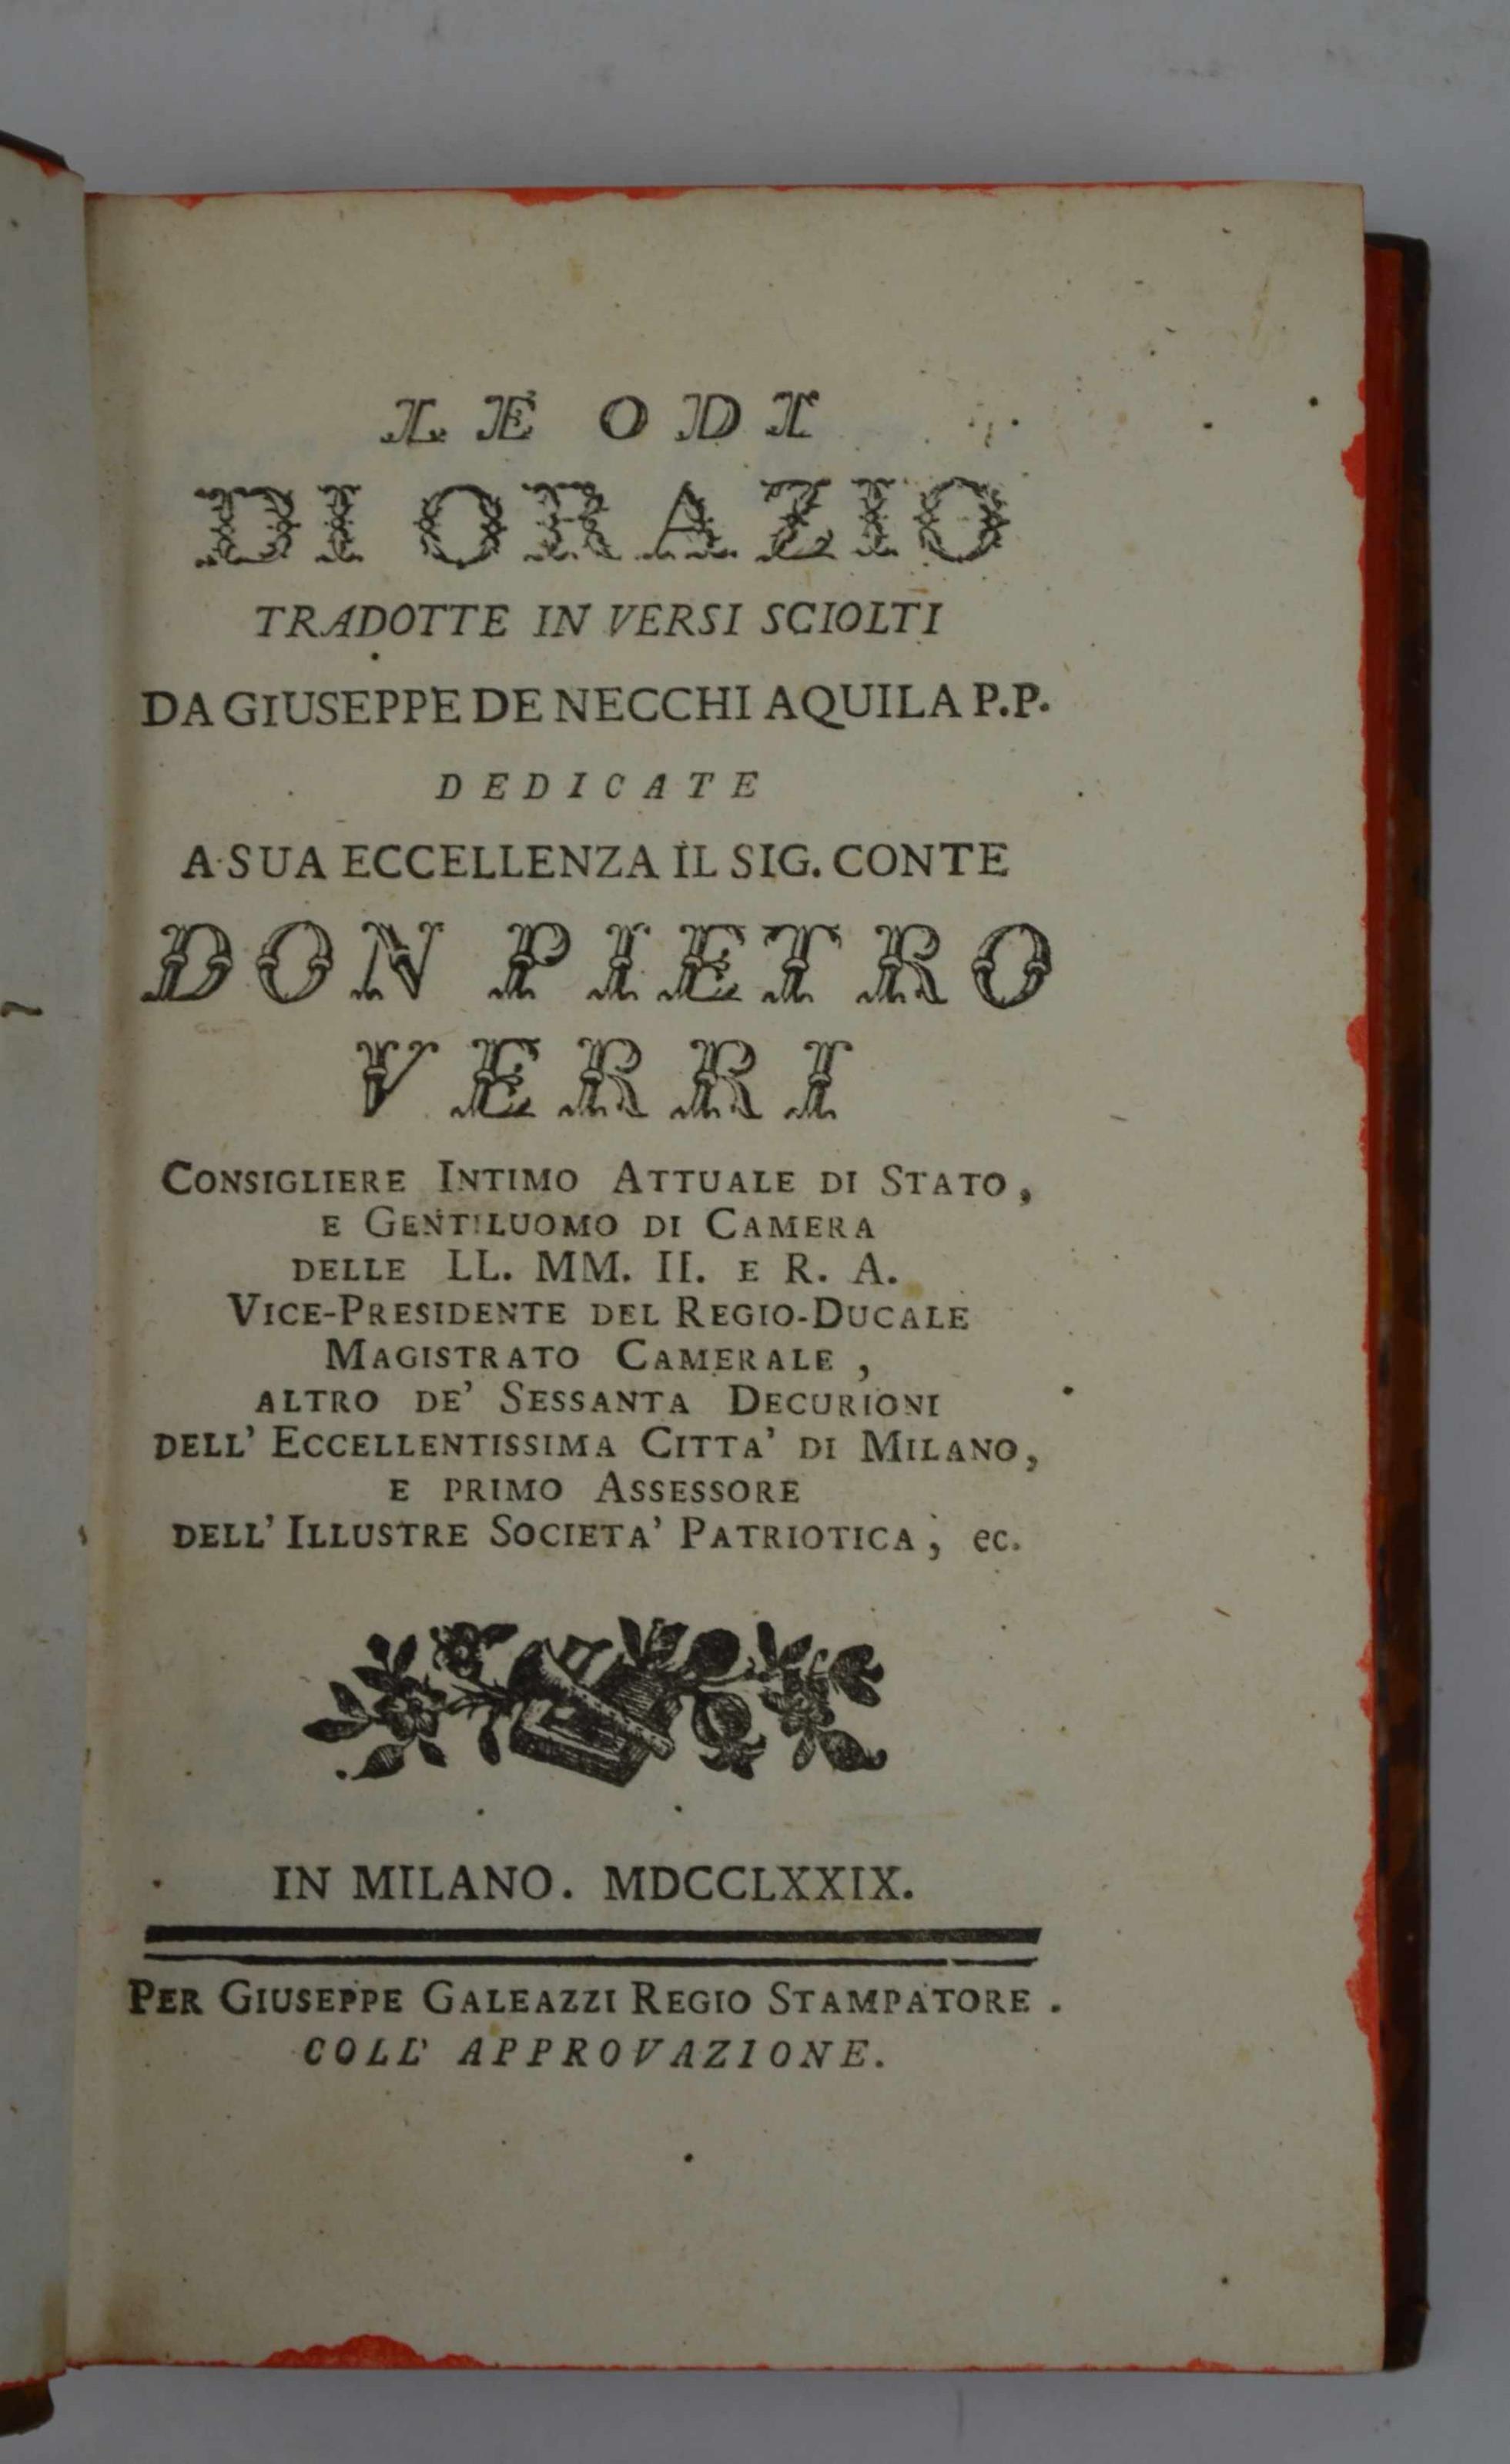 LE ODI
DI ORAZIO
TRADOTTE IN VERSI SCIOLTI
DA GIUSEPPE DE NECCHI AQUILA P.P.
DEDICATE
A SUA ECCELLENZA IL SIG. CONTE
DON PIETRO
VERRI
CONSIGLIERE INTIMO ATTUALE DI STATO,
E GENTILUOMO DI CAMERA
DELLE LL. MM. II. E R. A.
VICE-PRESIDENTE DEL REGIO-DUCALE
MAGISTRATO CAMERALE,
ALTRO DE' SESSANTA DECURIONI
DELL' ECCELLENTISSIMA CITTA' DI MILANO,
E PRIMO ASSESSORE
DELL' ILLUSTRE SOCIETA' PATRIOTICA, ec.
IN MILANO. MDCCLXXIX.
PER GIUSEPPE GALEAZZI REGIO STAMPATORE.
COLL' APPROVAZIONE.